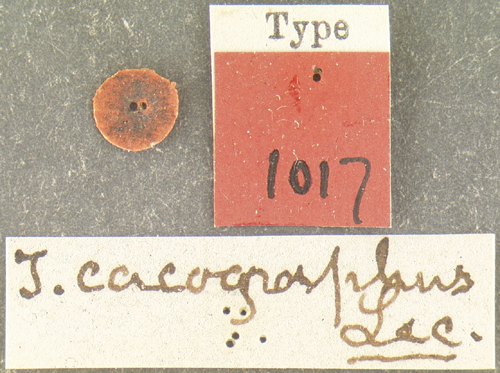 Type
1017
T. cacographus
Lec.